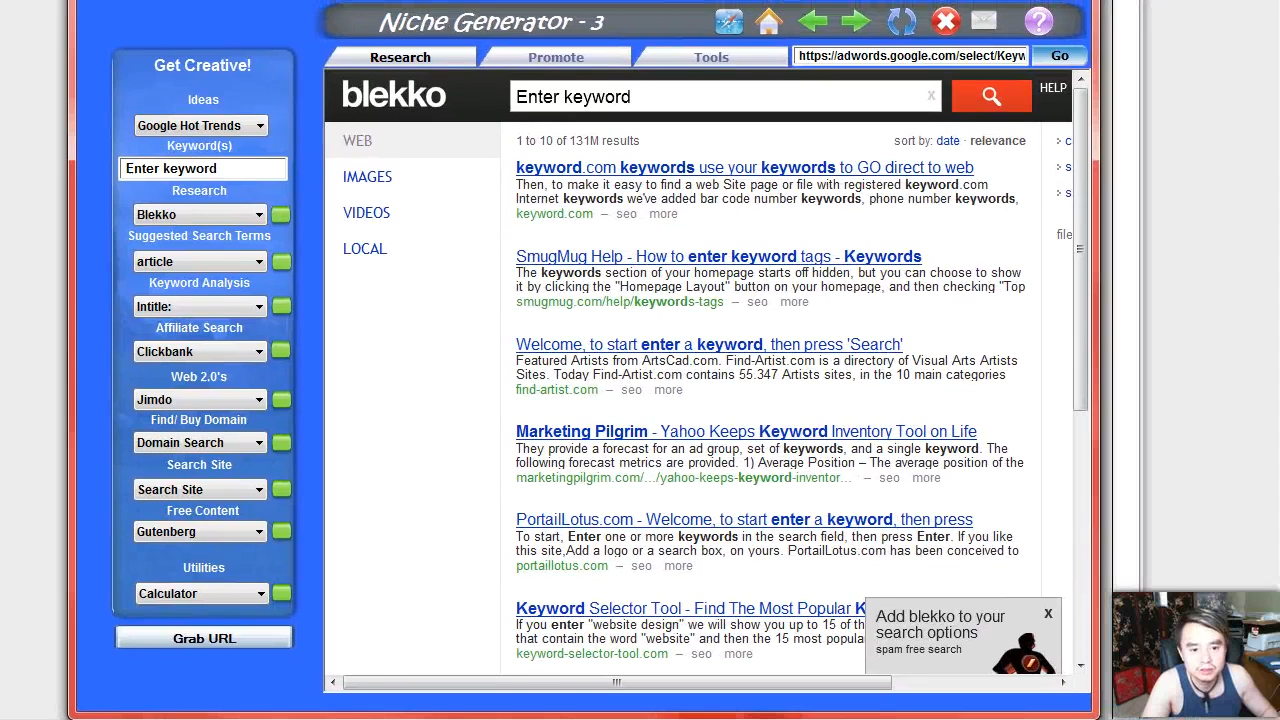 Niche Generator - 3
Research
Promote
Tools
https://adwords.google.com/select/Keyw
Go
Get Creative!
Ideas
Google Hot Trends
Keyword(s)
Enter keyword
Research
Blekko
Suggested Search Terms
article
Keyword Analysis
Intitle:
Affiliate Search
Clickbank
Web 2.0's
Jimdo
Find/ Buy Domain
Domain Search
Search Site
Search Site
Free Content
Gutenberg
Utilities
Calculator
Grab URL
blekko
Enter keyword
x
HELP
WEB
IMAGES
VIDEOS
LOCAL
1 to 10 of 131M results
sort by: date - relevance
keyword.com keywords use your keywords to GO direct to web
Then, to make it easy to find a web Site page or file with registered keyword.com
Internet keywords we've added bar code number keywords, phone number keywords,
keyword.com – seo more
SmugMug Help - How to enter keyword tags - Keywords
The keywords section of your homepage starts off hidden, but you can choose to show
it by clicking the "Homepage Layout" button on your homepage, and then checking "Top
smugmug.com/help/keywords-tags – seo more
Welcome, to start enter a keyword, then press 'Search'
Featured Artists from ArtsCad.com. Find-Artist.com is a directory of Visual Arts Artists
Sites. Today Find-Artist.com contains 55.347 Artists sites, in the 10 main categories
find-artist.com – seo more
Marketing Pilgrim - Yahoo Keeps Keyword Inventory Tool on Life
They provide a forecast for an ad group, set of keywords, and a single keyword. The
following forecast metrics are provided. 1) Average Position – The average position of the
marketingpilgrim.com/.../yahoo-keeps-keyword-inventor... – seo more
PortailLotus.com - Welcome, to start enter a keyword, then press
To start, Enter one or more keywords in the search field, then press Enter. If you like
this site,Add a logo or a search box, on yours. PortailLotus.com has been conceived to
portaillotus.com – seo more
Keyword Selector Tool - Find The Most Popular K
If you enter "website design" we will show you up to 15 of th
that contain the word "website" and then the 15 most popula
keyword-selector-tool.com – seo more
c
s
s
file
Add blekko to your
search options
spam free search
X